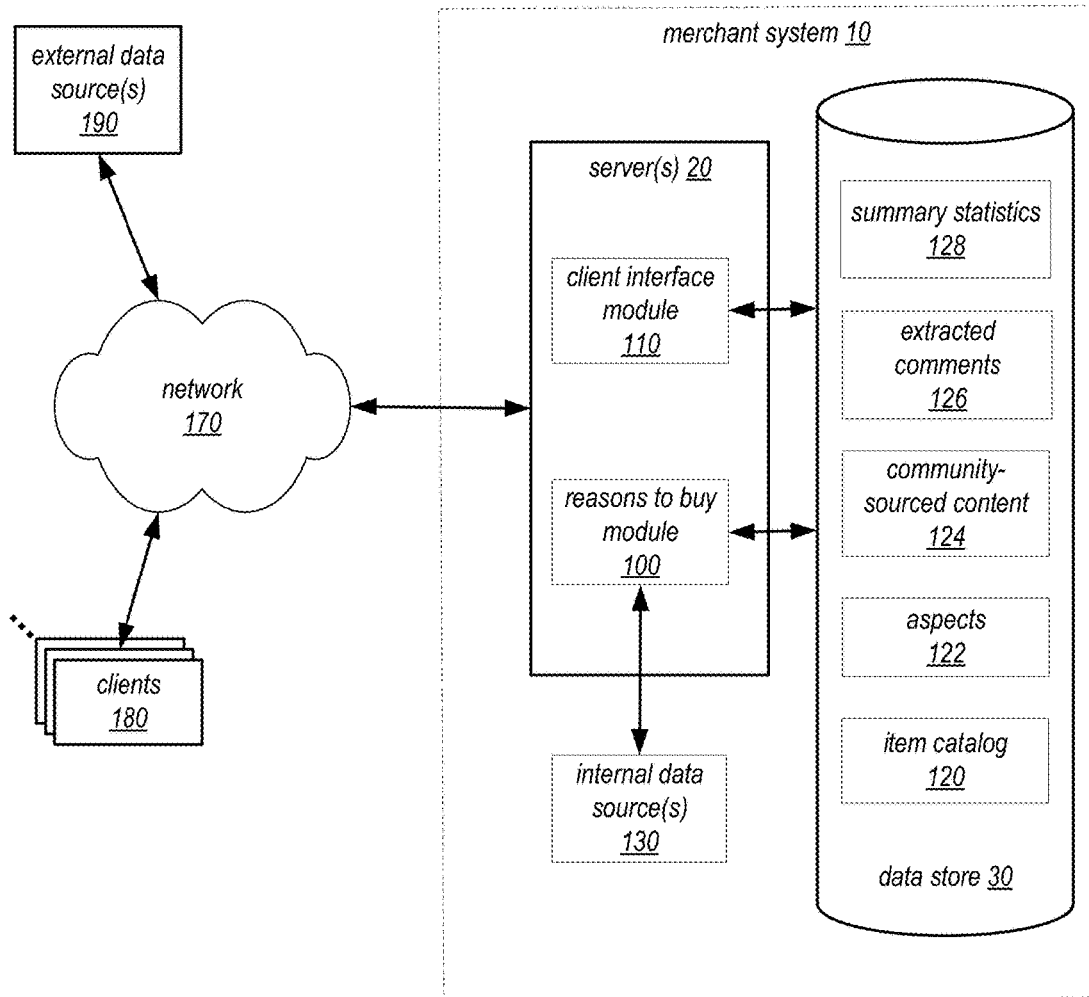 merchant system 10
external data
source(s)
190
server(s) 20
summary statistics
128
client interface
module
110
extracted
comments
126
network
170
reasons to buy
module
100
community-
sourced content
124
aspects
122
clients
180
item catalog
120
internal data
source(s)
130
data store 30